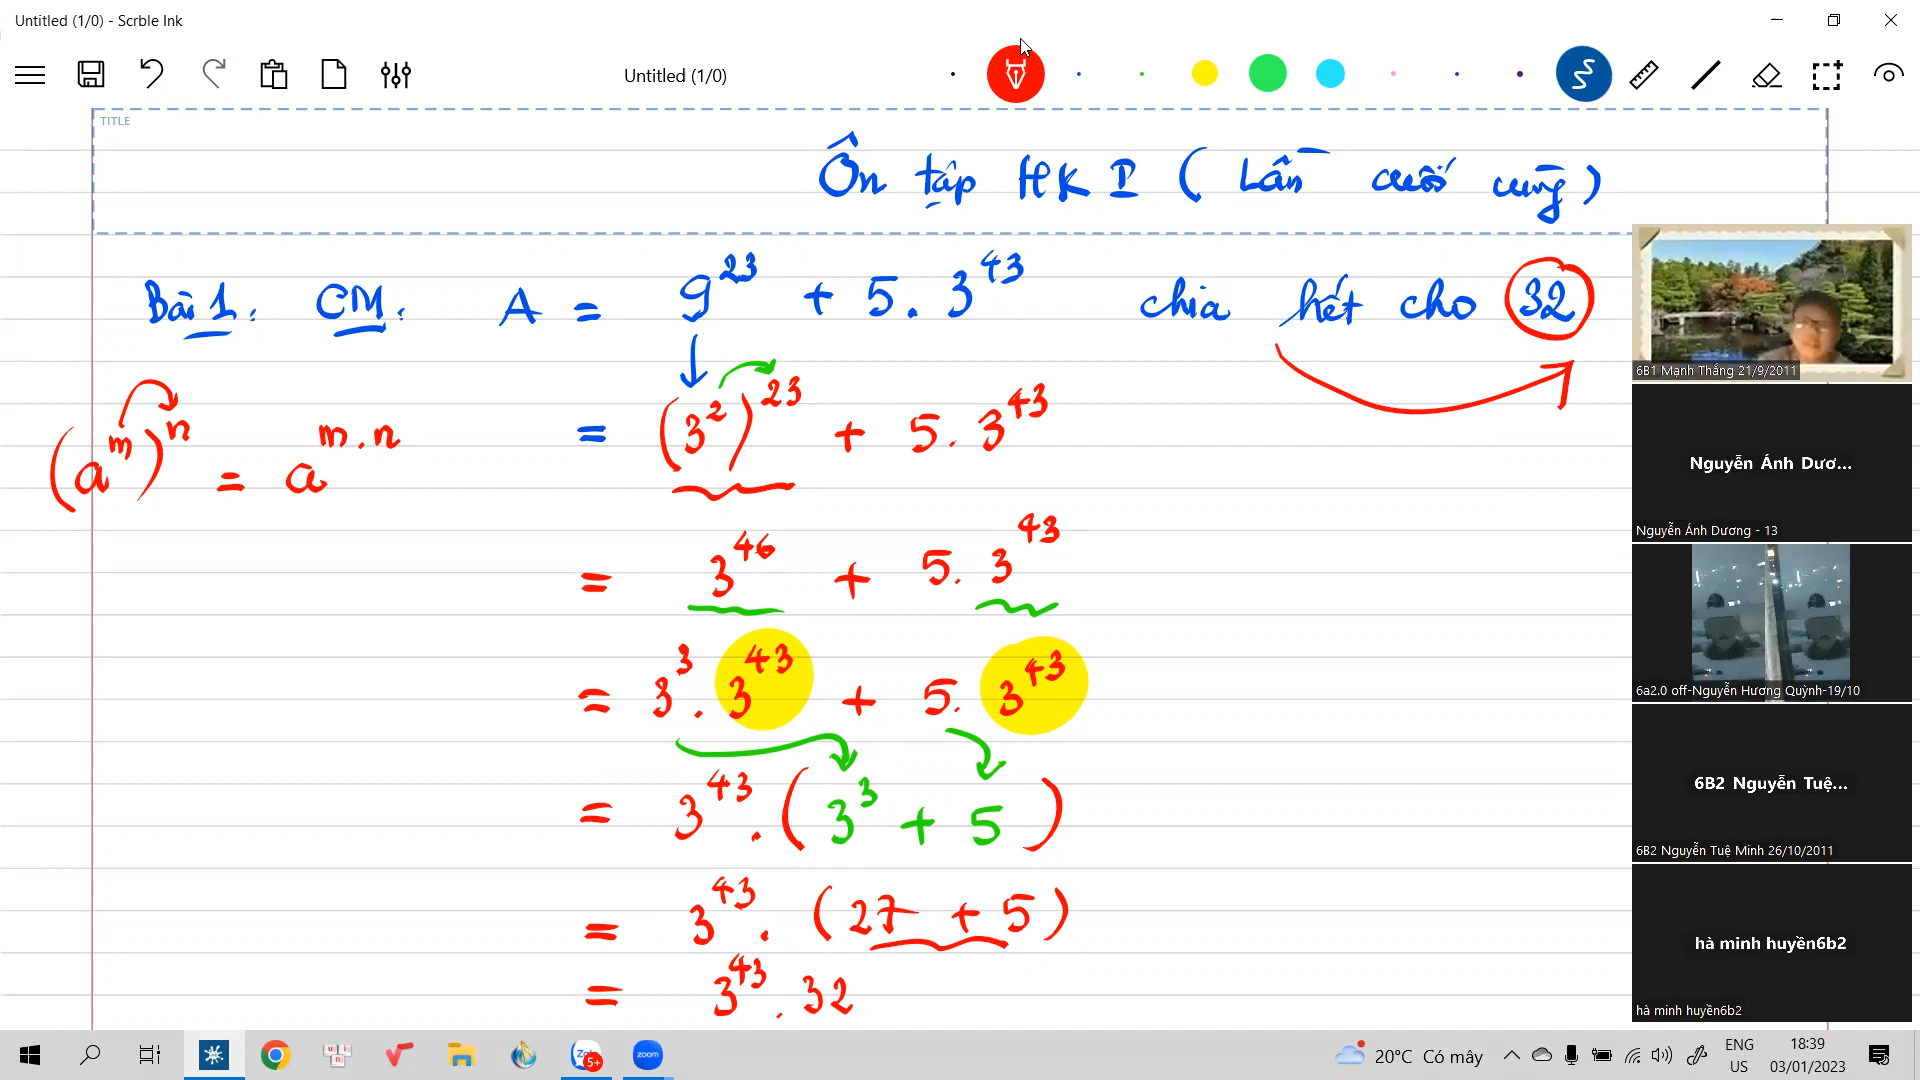 Untitled (1/0) - Scrble Ink
Untitled (1/0)
TITLE
Ôn tập HK I ( Lần cuối cùng )
Bài 1: CM: A = 9^23 + 5. 3^43 chia hết cho 32
(a^m)^n = a^m.n
= (3^2)^23 + 5. 3^43
= 3^46 + 5. 3^43
= 3^3 . 3^43 + 5. 3^43
= 3^43 . ( 3^3 + 5 )
= 3^43 . (27 + 5)
= 3^43 . 32
6B1 Mạnh Thắng 21/9/2011
Nguyễn Ánh Dươ...
Nguyễn Ánh Dương - 13
6a2.0 off-Nguyễn Hương Quỳnh-19/10
6B2 Nguyễn Tuệ...
6B2 Nguyễn Tuệ Minh 26/10/2011
hà minh huyền6b2
hà minh huyền6b2
5+
zoom
20°C Có mây
ENG
US
18:39
03/01/2023